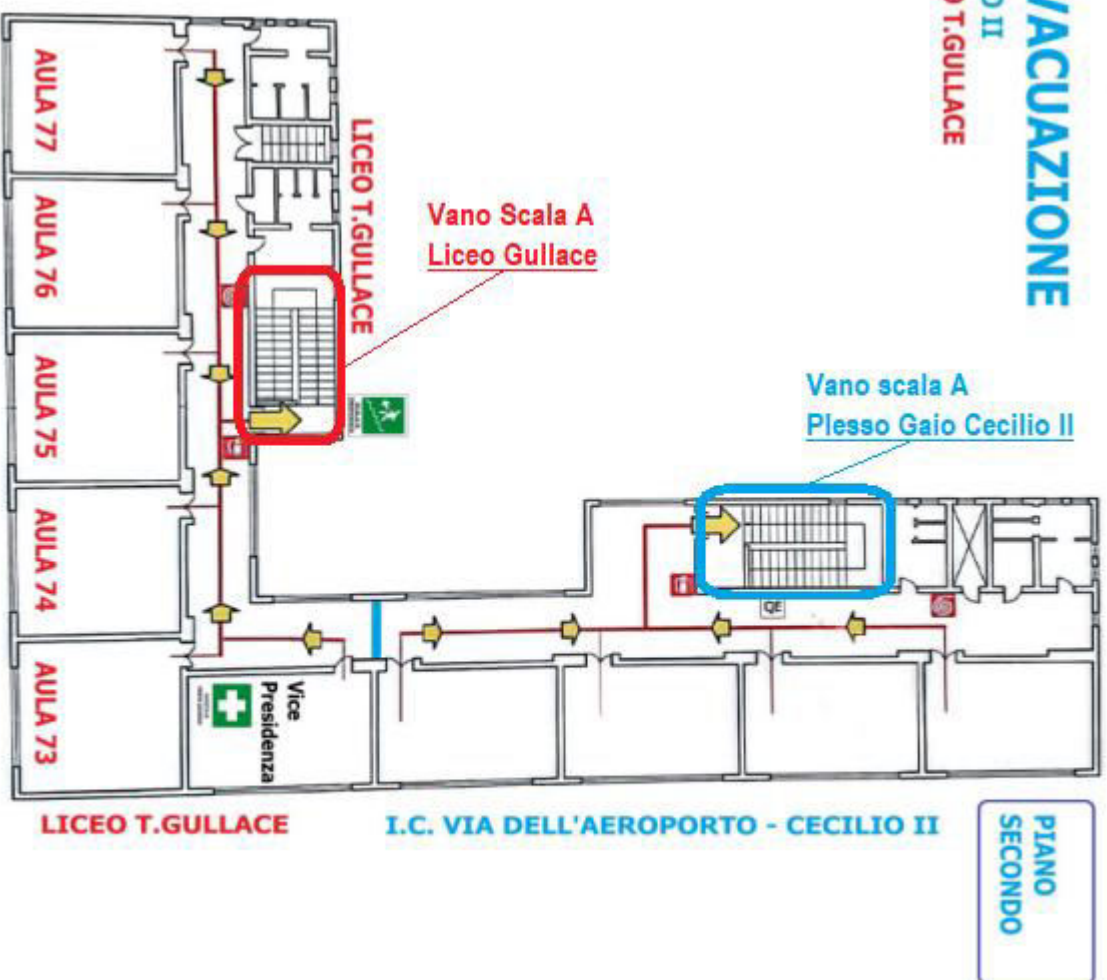 VACUAZIONE
O II
O T.GULLACE
LICEO T.GULLACE
Vano Scala A
Liceo Gullace
Vano scala A
Plesso Gaio Cecilio II
AULA 77
AULA 76
AULA 75
AULA 74
AULA 73
QE
Vice
Presidenza
LICEO T.GULLACE
I.C. VIA DELL'AEROPORTO - CECILIO II
PIANO
SECONDO